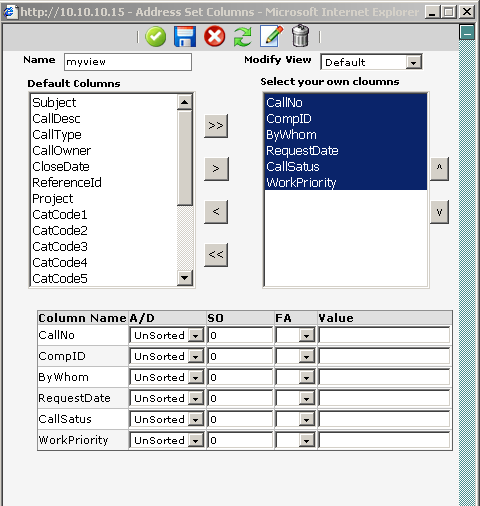 http://10.10.10.15 - Address Set Columns - Microsoft Internet Explorer
Name myview Modify View Default
Default Columns Select your own cloumns
Subject
CallDesc
CallType
CallOwner
CloseDate
ReferenceId
Project
CatCode1
CatCode2
CatCode3
CatCode4
CatCode5
>>
>
<
<<
CallNo
CompID
ByWhom
RequestDate
CallSatus
WorkPriority
^
v
Column Name A/D SO FA Value
CallNo UnSorted 0
CompID UnSorted 0
ByWhom UnSorted 0
RequestDate UnSorted 0
CallSatus UnSorted 0
WorkPriority UnSorted 0